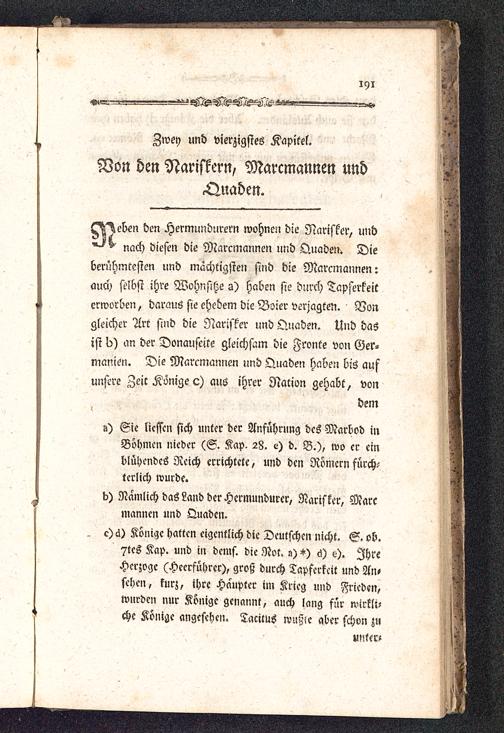 191
Zwey und vierzigstes Kapitel.
Von den Nariskern, Marcmannen und
Quaden.
Neben den Hermundurern wohnen die Narisker, und
nach diesen die Marcmannen und Quaden. Die
berühmtesten und mächtigsten sind die Marcmannen:
auch selbst ihre Wohnsitze a) haben sie durch Tapferkeit
erworben, daraus sie ehedem die Boier verjagten. Von
gleicher Art sind die Narisker und Quaden. Und das
ist b) an der Donauseite gleichsam die Fronte von Ger-
manien. Die Marcmannen und Quaden haben bis auf
unsere Zeit Könige c) aus ihrer Nation gehabt, von
dem
a) Sie liessen sich unter der Anführung des Marbod in
Böhmen nieder (S. Kap. 28. e) d. B.), wo er ein
blühendes Reich errichtete, und den Römern fürch-
terlich wurde.
b) Nämlich das Land der Hermundurer, Narisker, Marc
mannen und Quaden.
c) d) Könige hatten eigentlich die Deutschen nicht. S. ob.
7tes Kap. und in dems. die Not. a) *) d) e). Ihre
Herzoge (Heerführer), groß durch Tapferkeit und An-
sehen, kurz, ihre Häupter im Krieg und Frieden,
wurden nur Könige genannt, auch lang für wirkli-
che Könige angesehen. Tacitus wußte aber schon zu
unter-